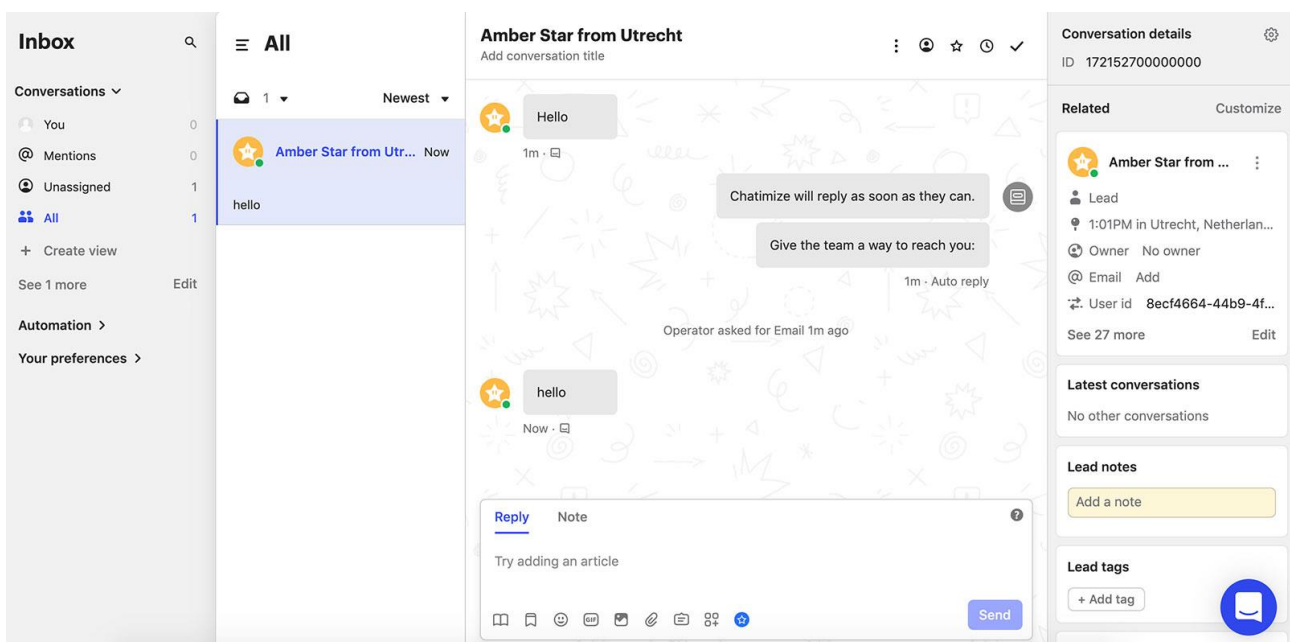 Inbox
Conversations
You 0
@ Mentions 0
Unassigned 1
All 1
+ Create view
See 1 more Edit
Automation
Your preferences
All
1 Newest
Amber Star from Utr... Now
hello
Amber Star from Utrecht
Add conversation title
Hello
1m ·
Chatimize will reply as soon as they can.
Give the team a way to reach you:
1m · Auto reply
Operator asked for Email 1m ago
hello
Now ·
Reply Note
Try adding an article
GIF
Send
Conversation details
ID 172152700000000
Related Customize
Amber Star from ...
Lead
1:01PM in Utrecht, Netherlan...
Owner No owner
@ Email Add
User id 8ecf4664-44b9-4f...
See 27 more Edit
Latest conversations
No other conversations
Lead notes
Add a note
Lead tags
+ Add tag